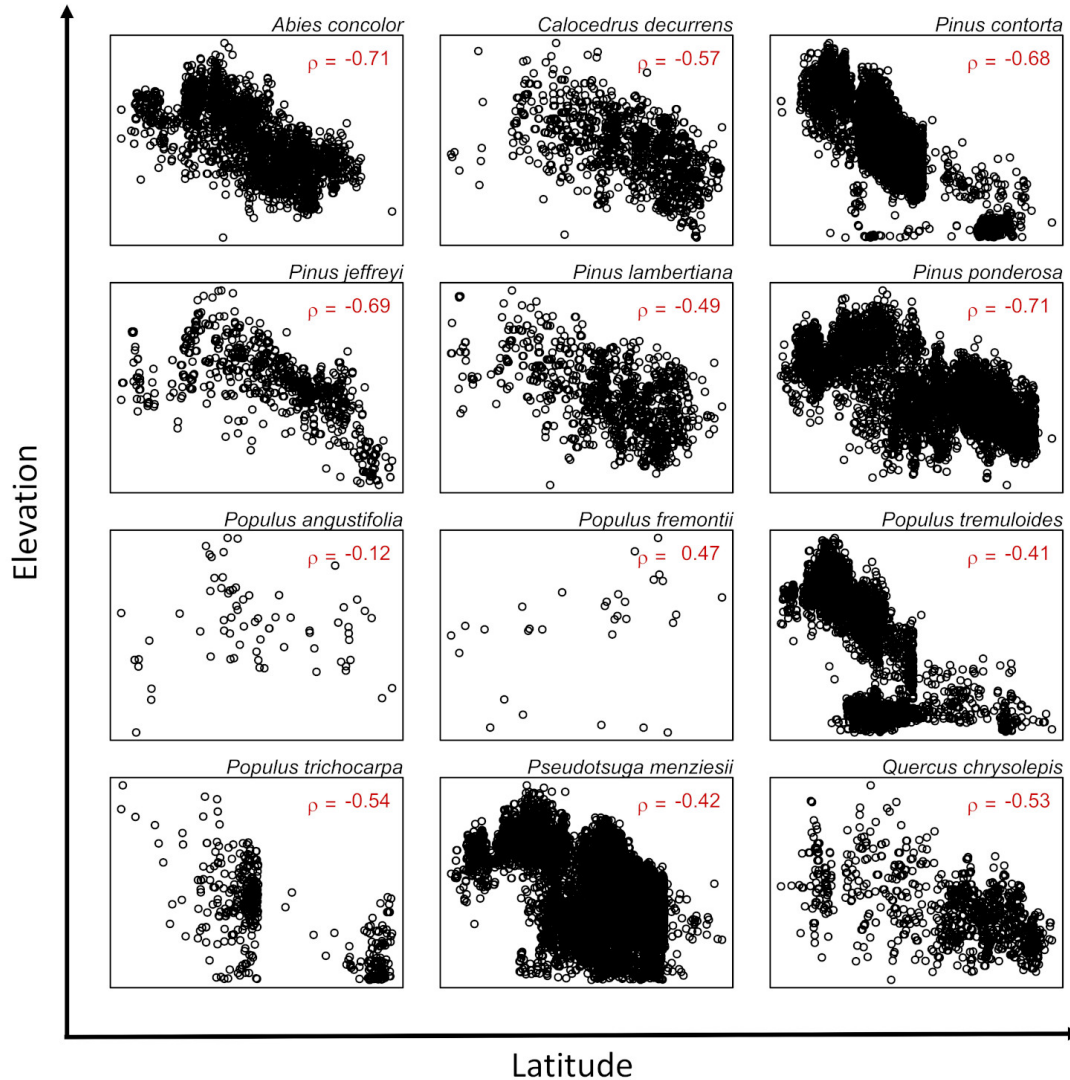 Abies concolor
ρ = -0.71
Calocedrus decurrens
ρ = -0.57
Pinus contorta
ρ = -0.68
Pinus jeffreyi
ρ = -0.69
Pinus lambertiana
ρ = -0.49
Pinus ponderosa
ρ = -0.71
Populus angustifolia
ρ = -0.12
Populus fremontii
ρ = 0.47
Populus tremuloides
ρ = -0.41
Populus trichocarpa
ρ = -0.54
Pseudotsuga menziesii
ρ = -0.42
Quercus chrysolepis
ρ = -0.53
Elevation
Latitude